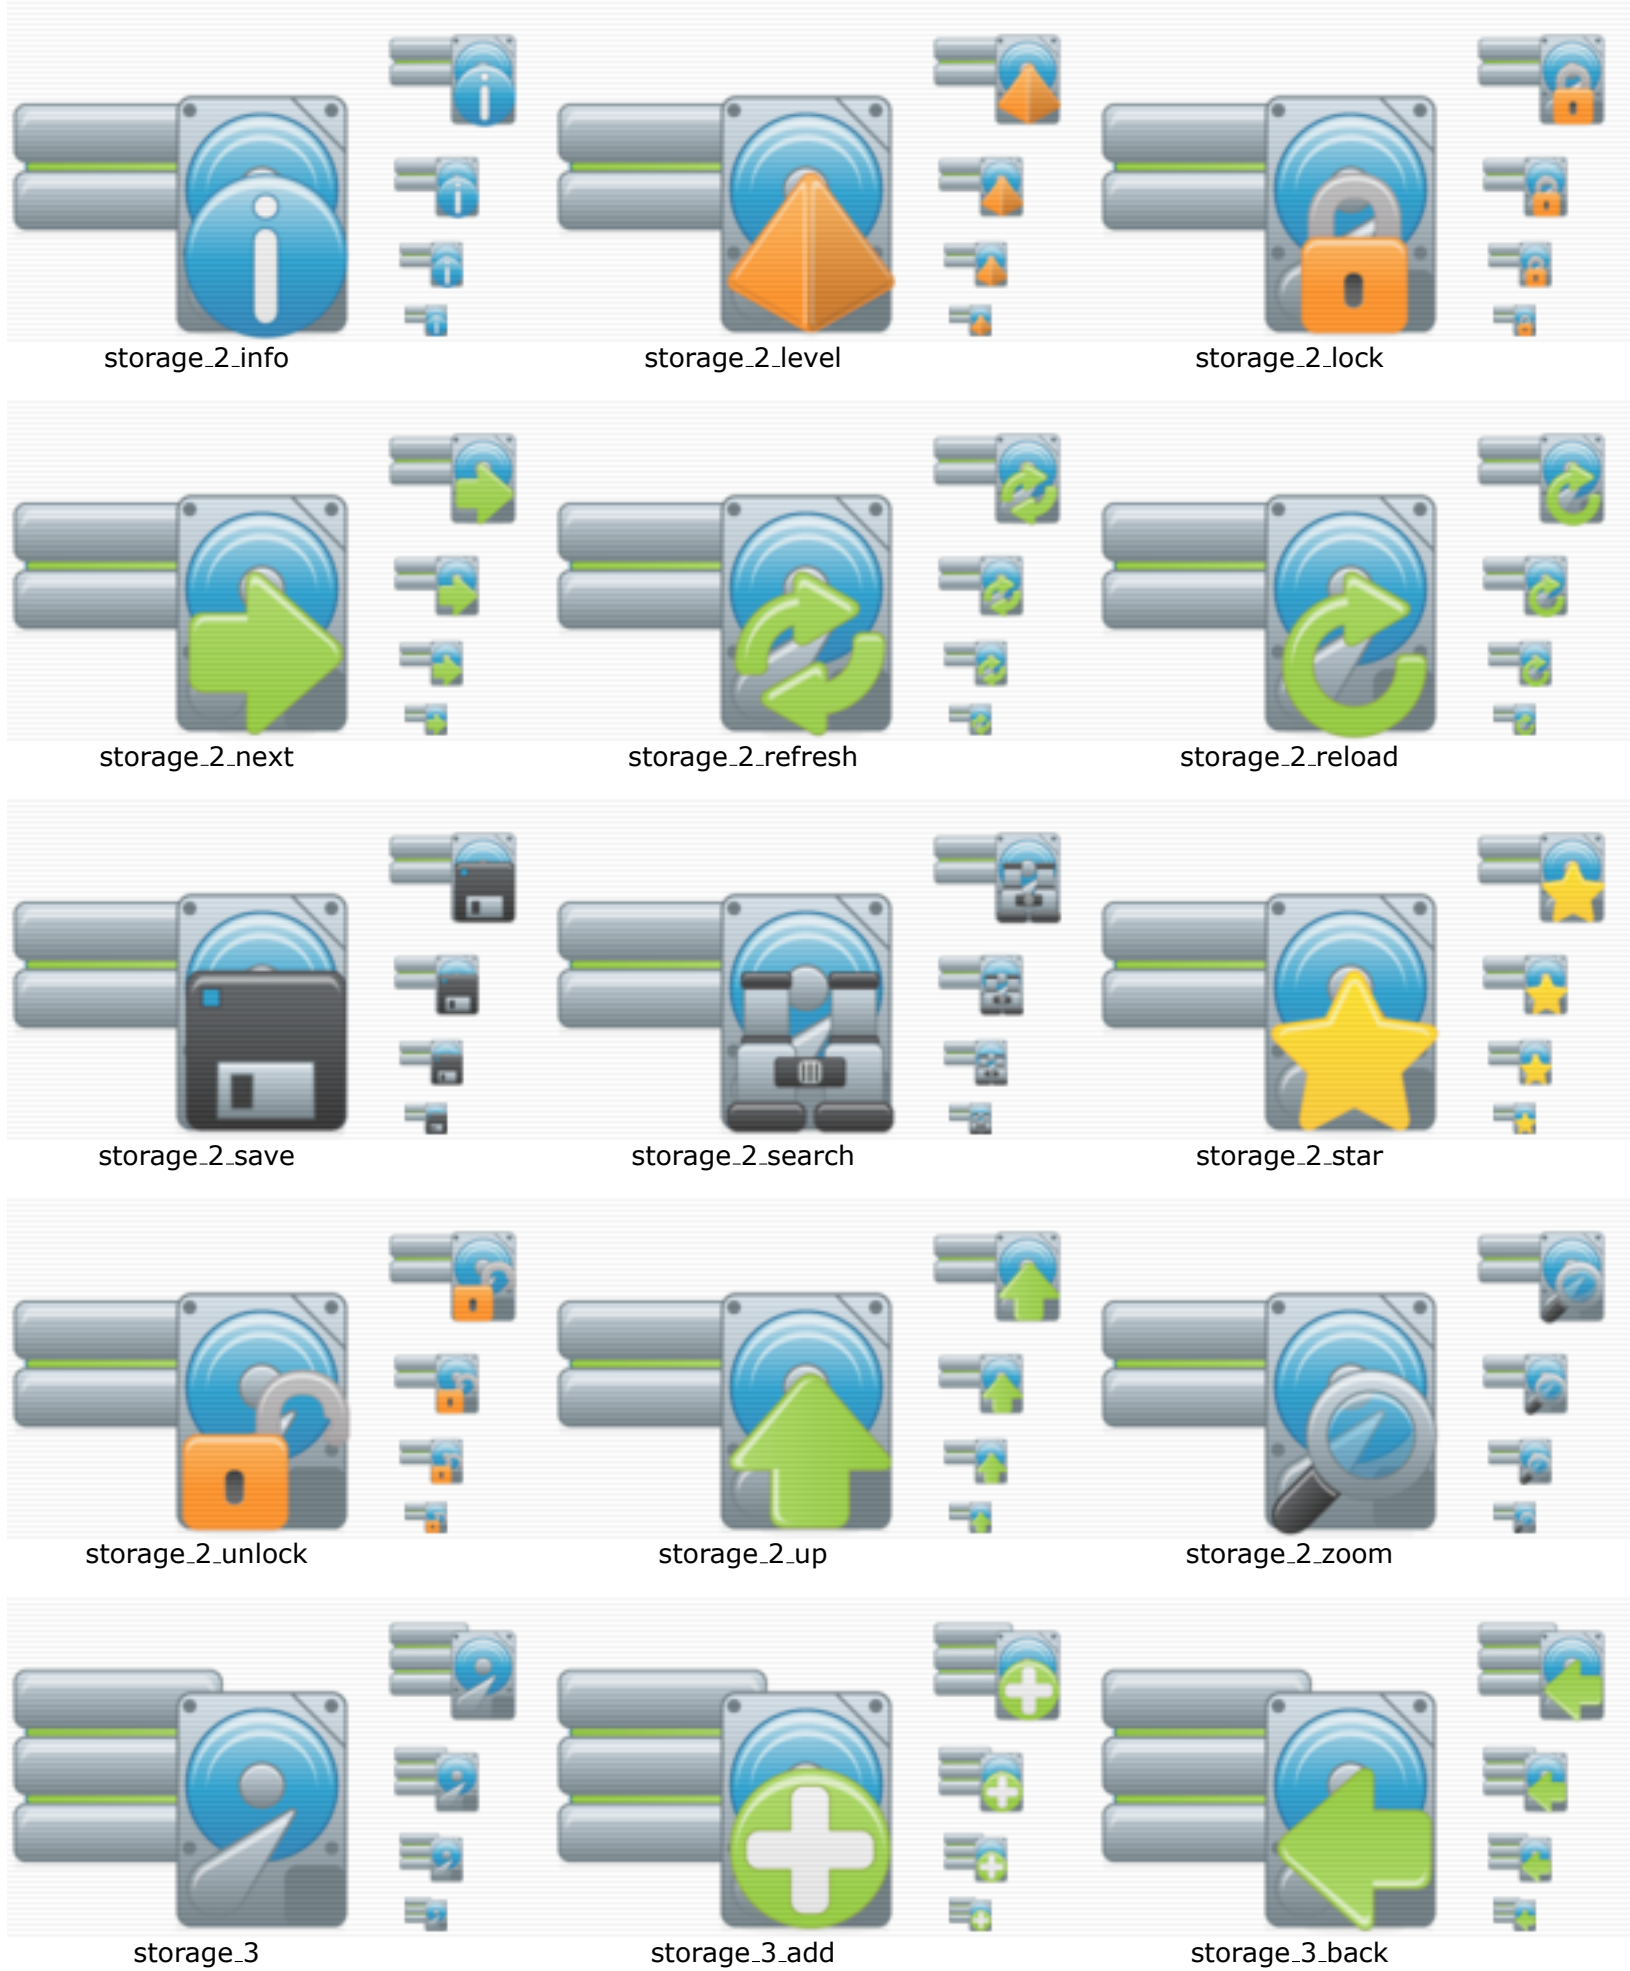 storage_2_info
storage_2_level
storage_2_lock
storage_2_next
storage_2_refresh
storage_2_reload
storage_2_save
storage_2_search
storage_2_star
storage_2_unlock
storage_2_up
storage_2_zoom
storage_3
storage_3_add
storage_3_back